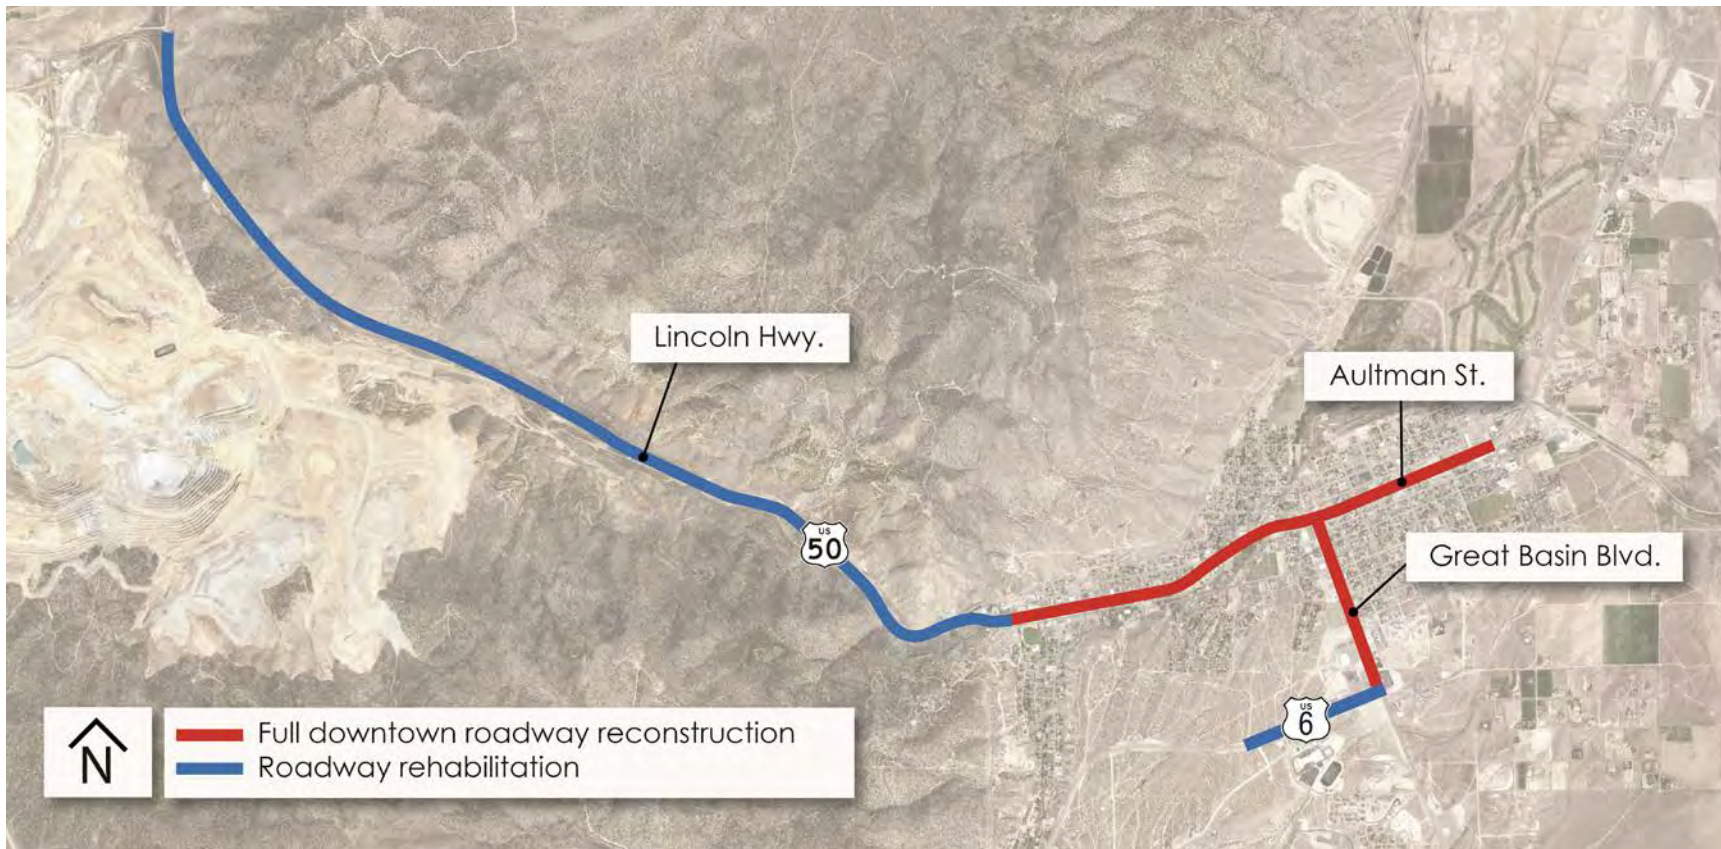 Lincoln Hwy.
Aultman St.
US
50
Great Basin Blvd.
US
6
N
Full downtown roadway reconstruction
Roadway rehabilitation